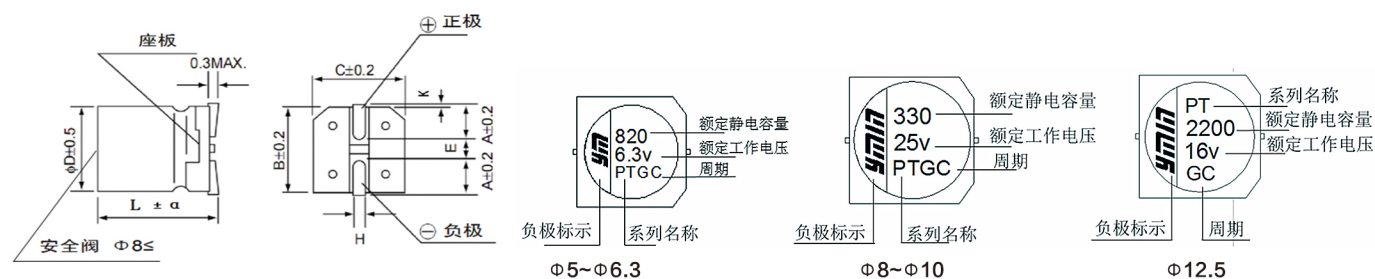 座板
0.3MAX.
ϕD±0.5
L ± α
安全阀 Φ8≤
⊕ 正极
C±0.2
K
B±0.2
A±0.2
E
A±0.2
H
⊖ 负极
YMIN
820
6.3v
PTGC
额定静电容量
额定工作电压
周期
负极标示
系列名称
Φ5~Φ6.3
YMIN
330
25v
PTGC
额定静电容量
额定工作电压
周期
负极标示
系列名称
Φ8~Φ10
YMIN
PT
2200
16v
GC
系列名称
额定静电容量
额定工作电压
负极标示
周期
Φ12.5